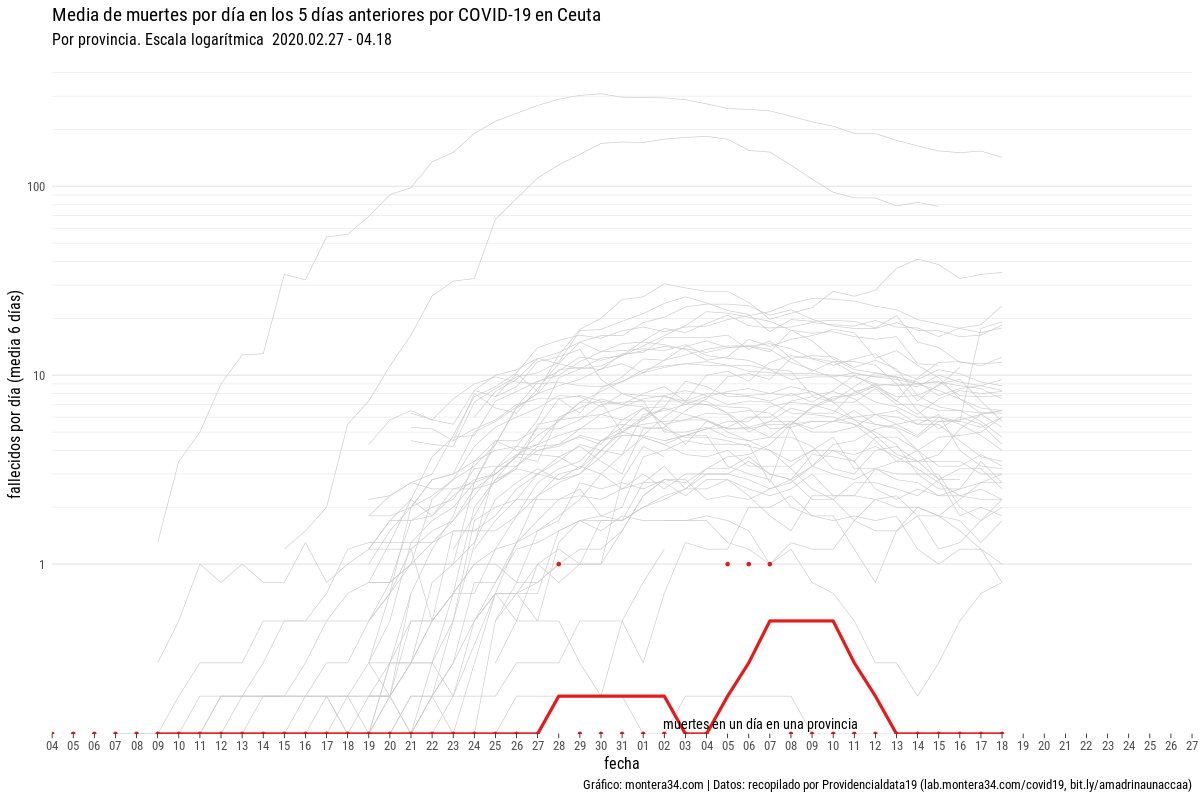 Media de muertes por día en los 5 días anteriores por COVID-19 en Ceuta
Por provincia. Escala logarítmica 2020.02.27 - 04.18
fallecidos por día (media 6 días)
100
10
1
muertes en un día en una provincia
04 05 06 07 08 09 10 11 12 13 14 15 16 17 18 19 20 21 22 23 24 25 26 27 28 29 30 31 01 02 03 04 05 06 07 08 09 10 11 12 13 14 15 16 17 18 19 20 21 22 23 24 25 26 27
fecha
Gráfico: montera34.com | Datos: recopilado por Providencialdata19 (lab.montera34.com/covid19, bit.ly/amadrinaunaccaa)